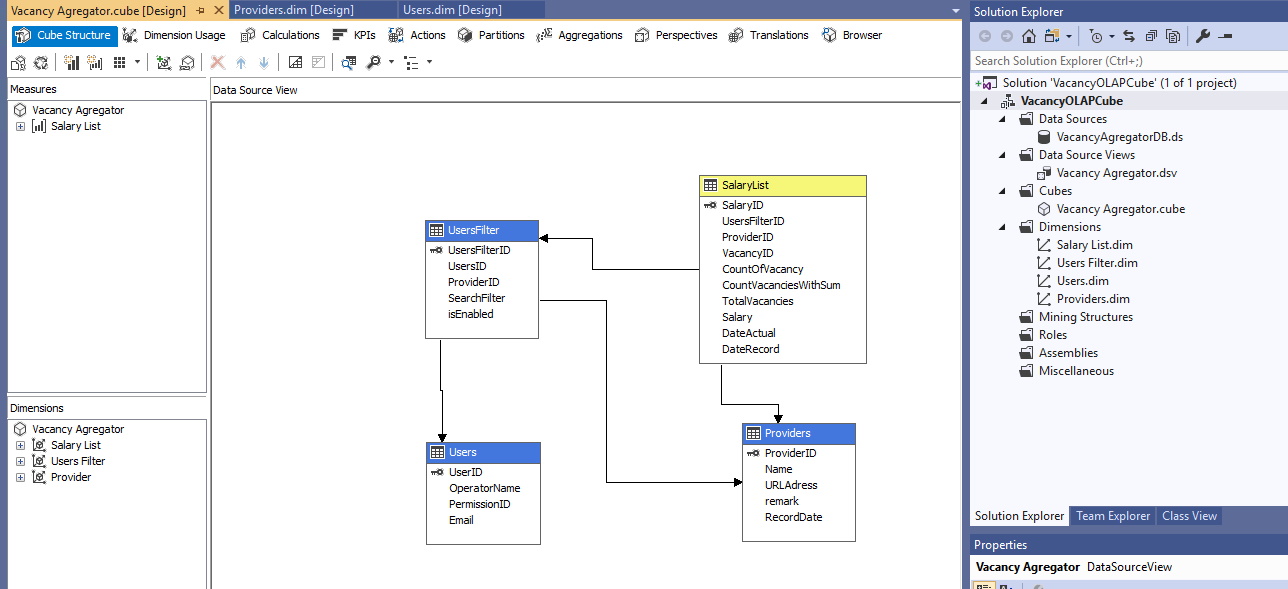 Vacancy Agregator.cube [Design]
Providers.dim [Design]
Users.dim [Design]
Cube Structure
Dimension Usage
Calculations
KPIs
Actions
Partitions
Aggregations
Perspectives
Translations
Browser
Measures
Vacancy Agregator
Salary List
Dimensions
Vacancy Agregator
Salary List
Users Filter
Provider
Data Source View
UsersFilter
UsersFilterID
UsersID
ProviderID
SearchFilter
isEnabled
SalaryList
SalaryID
UsersFilterID
ProviderID
VacancyID
CountOfVacancy
CountVacanciesWithSum
TotalVacancies
Salary
DateActual
DateRecord
Users
UserID
OperatorName
PermissionID
Email
Providers
ProviderID
Name
URLAdress
remark
RecordDate
Solution Explorer
Search Solution Explorer (Ctrl+;)
Solution 'VacancyOLAPCube' (1 of 1 project)
VacancyOLAPCube
Data Sources
VacancyAgregatorDB.ds
Data Source Views
Vacancy Agregator.dsv
Cubes
Vacancy Agregator.cube
Dimensions
Salary List.dim
Users Filter.dim
Users.dim
Providers.dim
Mining Structures
Roles
Assemblies
Miscellaneous
Solution Explorer
Team Explorer
Class View
Properties
Vacancy Agregator DataSourceView